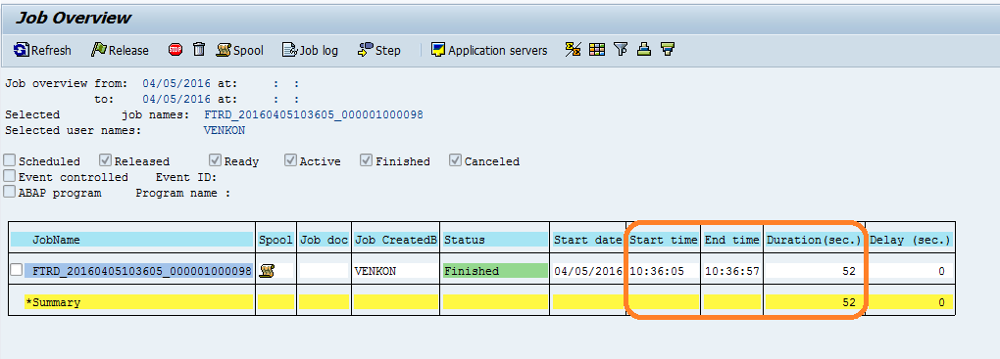 Job Overview
Refresh Release Spool Job log Step Application servers
Job overview from: 04/05/2016 at: : :
to: 04/05/2016 at: : :
Selected job names: FTRD_20160405103605_000001000098
Selected user names: VENKON
Scheduled Released Ready Active Finished Canceled
Event controlled Event ID:
ABAP program Program name :
JobName Spool Job doc Job CreatedB Status Start date Start time End time Duration(sec.) Delay (sec.)
FTRD_20160405103605_000001000098 VENKON Finished 04/05/2016 10:36:05 10:36:57 52 0
*Summary 52 0